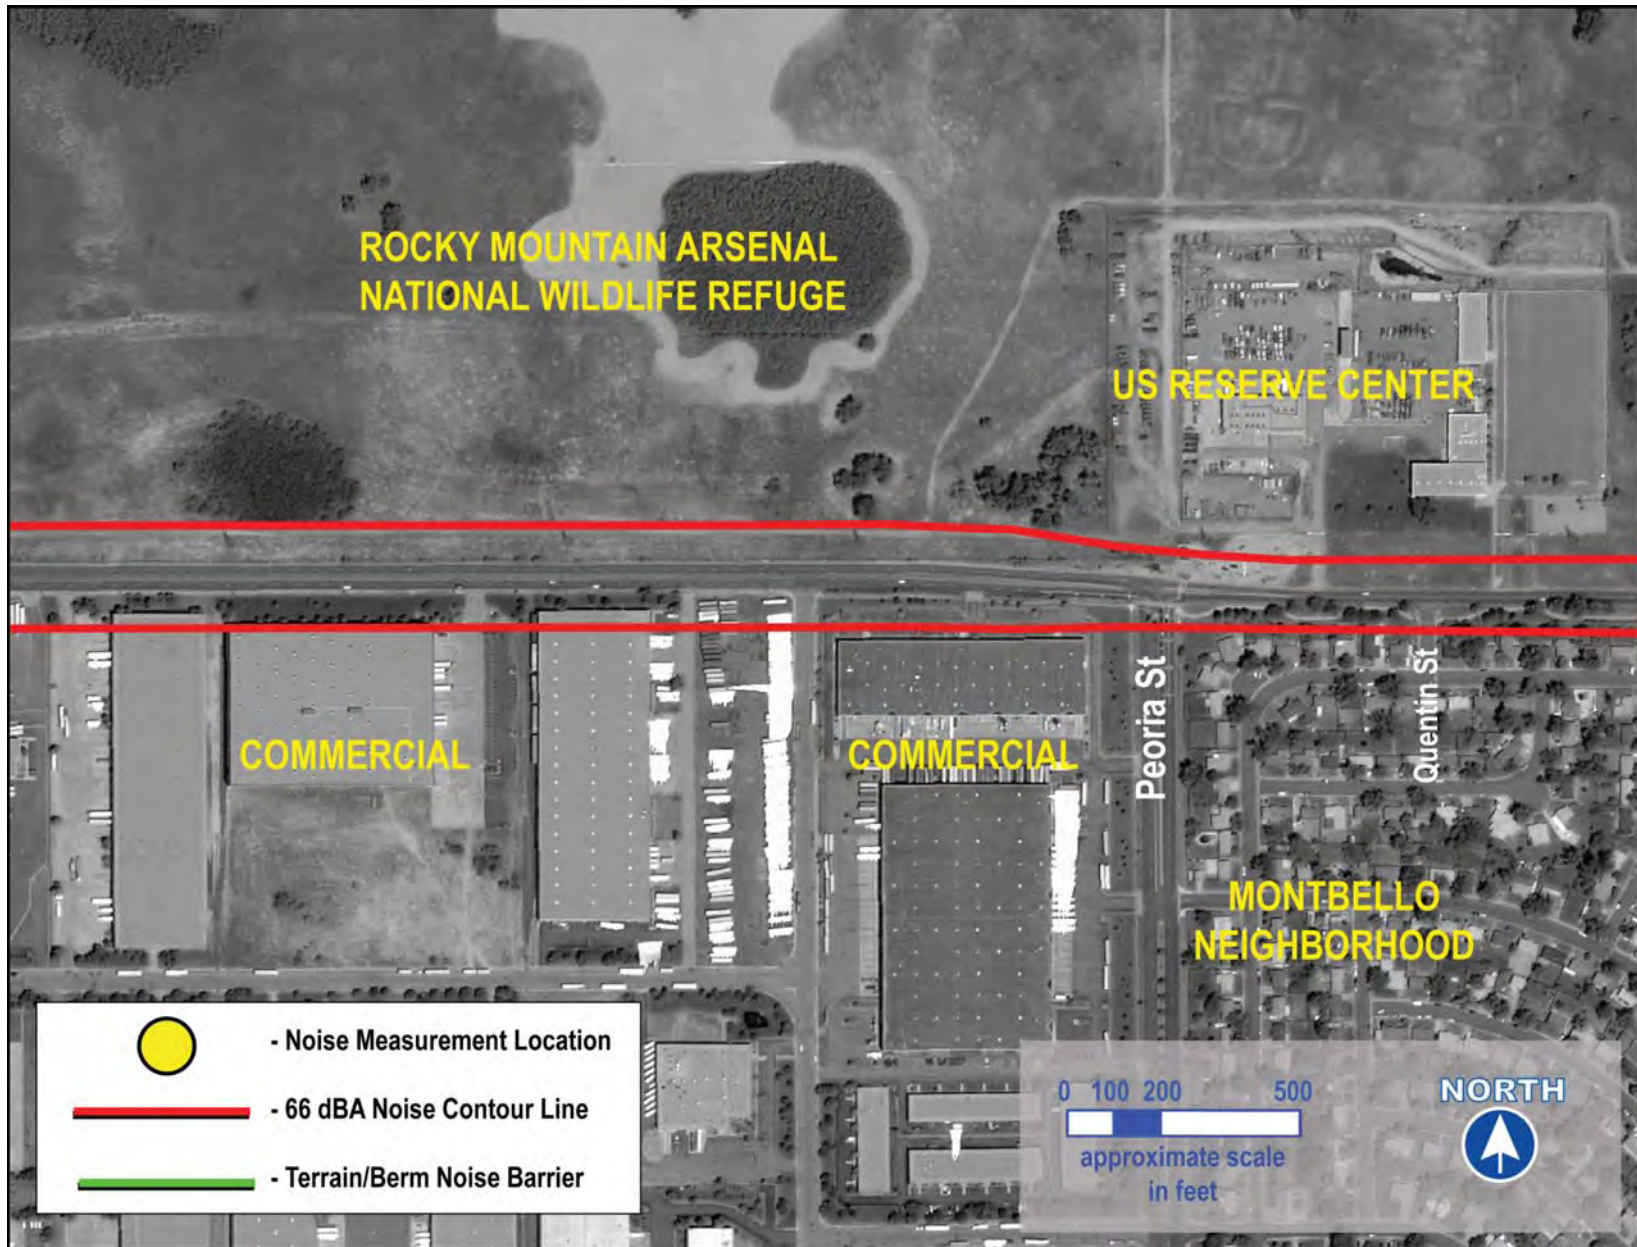 ROCKY MOUNTAIN ARSENAL
NATIONAL WILDLIFE REFUGE
US RESERVE CENTER
COMMERCIAL
COMMERCIAL
Peoria St
Quentin St
MONTBELLO
NEIGHBORHOOD
- Noise Measurement Location
- 66 dBA Noise Contour Line
- Terrain/Berm Noise Barrier
0 100 200 500
approximate scale
in feet
NORTH